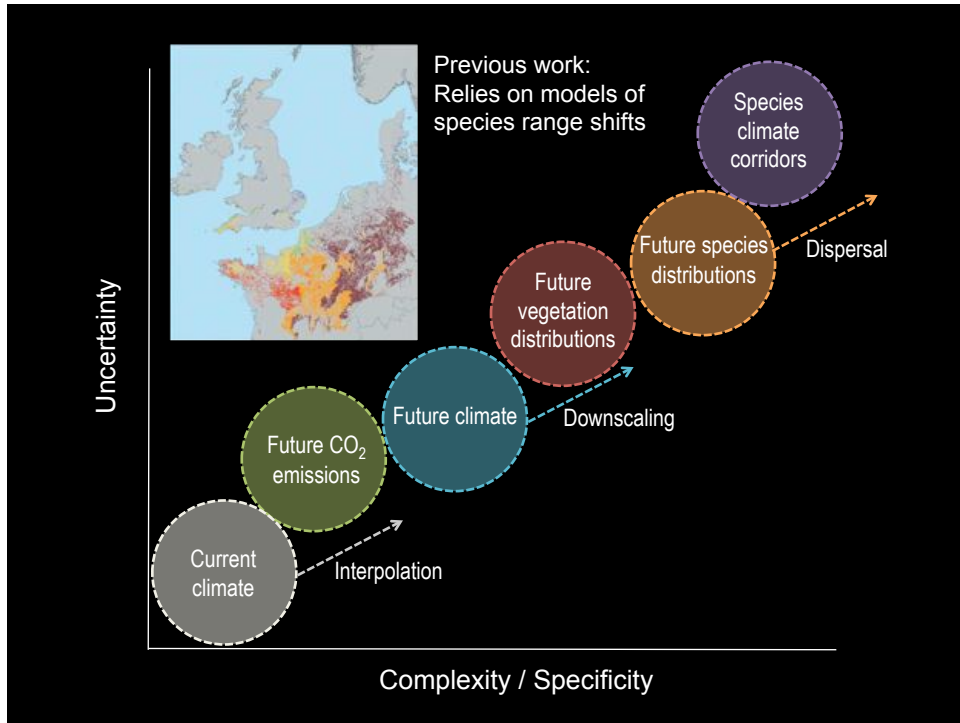 Previous work:
Relies on models of
species range shifts
Species
climate
corridors
Future species
distributions
Dispersal
Future
vegetation
distributions
Future climate
Downscaling
Future CO₂
emissions
Current
climate
Interpolation
Uncertainty
Complexity / Specificity